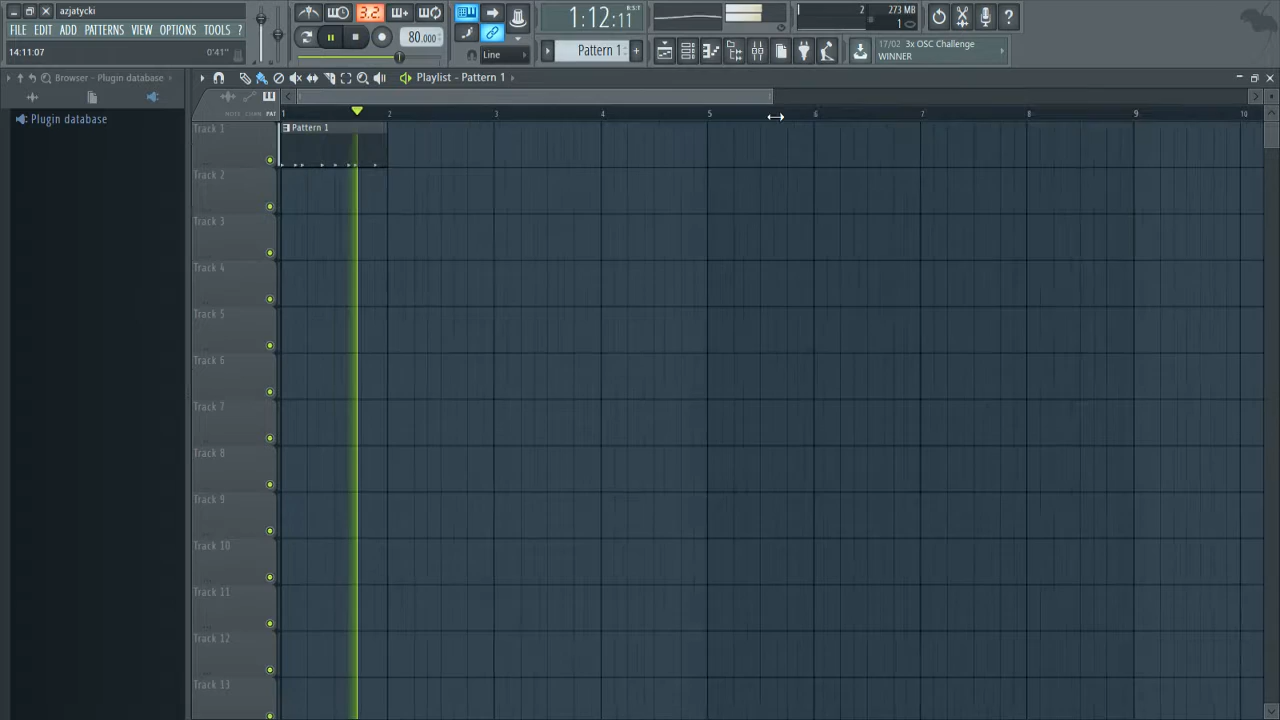 azjatycki
FILE EDIT ADD PATTERNS VIEW OPTIONS TOOLS ?
14:11:07 0'41"
3.2
80.000
Line
1:12:11
B:S:T
Pattern 1
2
273 MB
1
17/02 3x OSC Challenge
WINNER
Browser - Plugin database
Plugin database
Playlist - Pattern 1
NOTE CHAN PAT
1 2 3 4 5 6 7 8 9 10
Track 1
Pattern 1
Track 2
Track 3
Track 4
Track 5
Track 6
Track 7
Track 8
Track 9
Track 10
Track 11
Track 12
Track 13